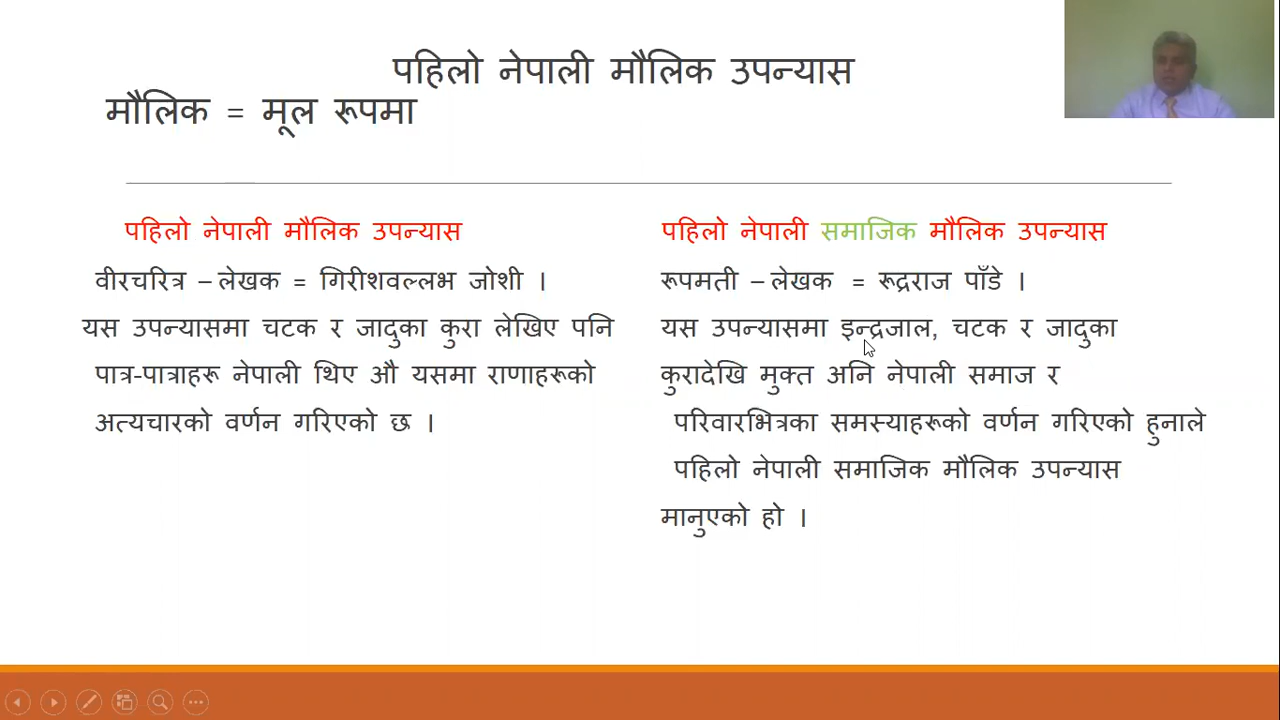 पहिलो नेपाली मौलिक उपन्यास
मौलिक = मूल रूपमा
पहिलो नेपाली मौलिक उपन्यास
वीरचरित्र – लेखक = गिरीशवल्लभ जोशी ।
यस उपन्यासमा चटक र जादुका कुरा लेखिए पनि
पात्र-पात्राहरू नेपाली थिए औ यसमा राणाहरूको
अत्यचारको वर्णन गरिएको छ ।
पहिलो नेपाली समाजिक मौलिक उपन्यास
रूपमती – लेखक = रूद्रराज पाँडे ।
यस उपन्यासमा इन्द्रजाल, चटक र जादुका
कुरादेखि मुक्त अनि नेपाली समाज र
परिवारभित्रका समस्याहरूको वर्णन गरिएको हुनाले
पहिलो नेपाली समाजिक मौलिक उपन्यास
मानुएको हो ।